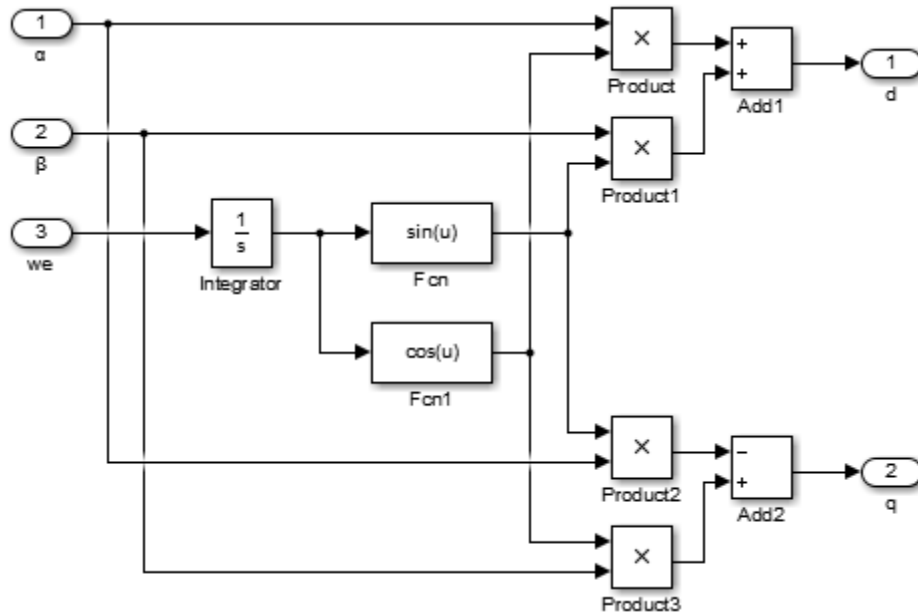 1
α
2
β
3
we
1
s
Integrator
sin(u)
Fcn
cos(u)
Fcn1
×
Product
×
Product1
+
+
Add1
1
d
×
Product2
×
Product3
−
+
Add2
2
q